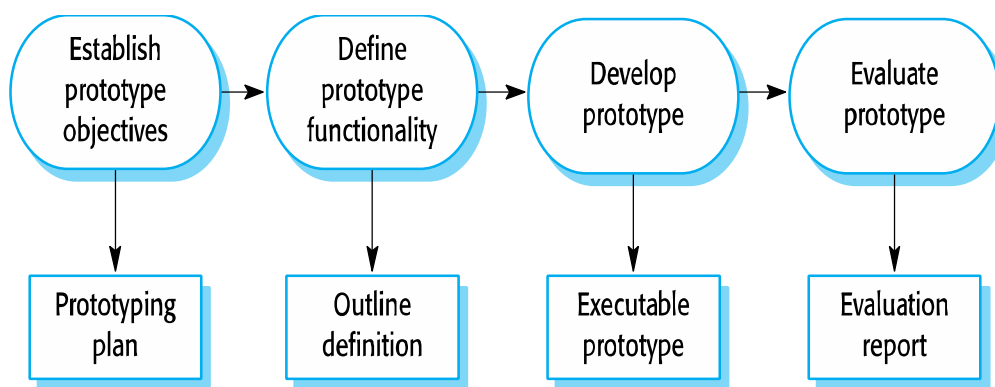 Establish
prototype
objectives
Define
prototype
functionality
Develop
prototype
Evaluate
prototype
Prototyping
plan
Outline
definition
Executable
prototype
Evaluation
report